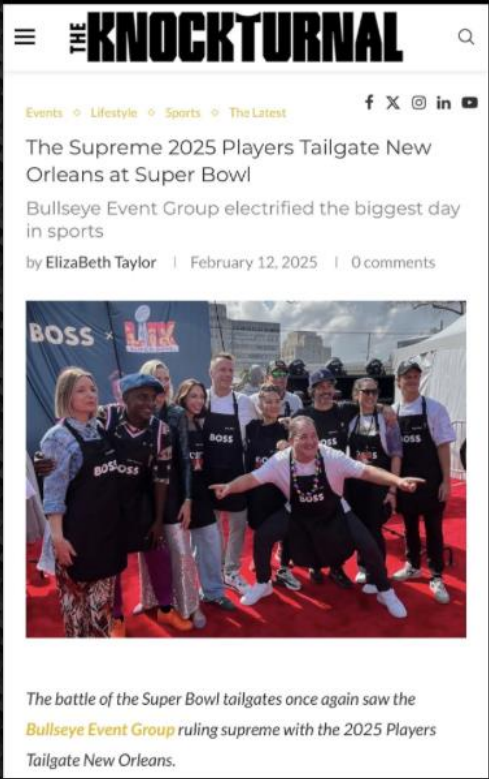 THE KNOCKTURNAL
Events ◇ Lifestyle ◇ Sports ◇ The Latest
The Supreme 2025 Players Tailgate New
Orleans at Super Bowl
Bullseye Event Group electrified the biggest day
in sports
by ElizaBeth Taylor | February 12, 2025 | 0 comments
BOSS × LIX
BOSS
BOSS
BOSS
BOSS
The battle of the Super Bowl tailgates once again saw the
Bullseye Event Group ruling supreme with the 2025 Players
Tailgate New Orleans.